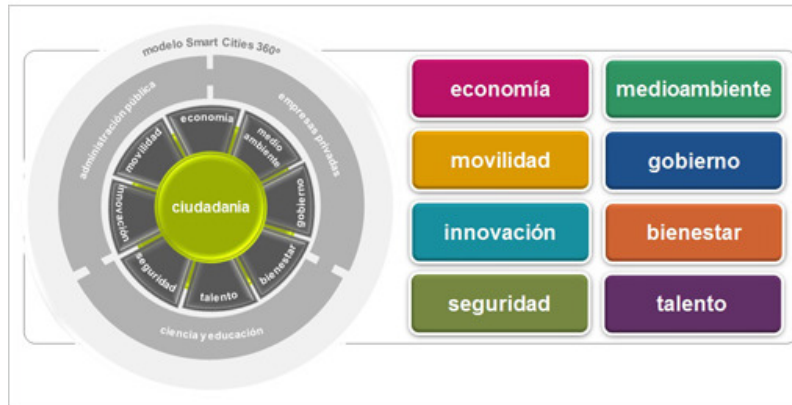 modelo Smart Cities 360º
administración pública
empresas privadas
ciencia y educación
economía
medio
ambiente
gobierno
bienestar
talento
seguridad
innovación
movilidad
ciudadania
economía
medioambiente
movilidad
gobierno
innovación
bienestar
seguridad
talento